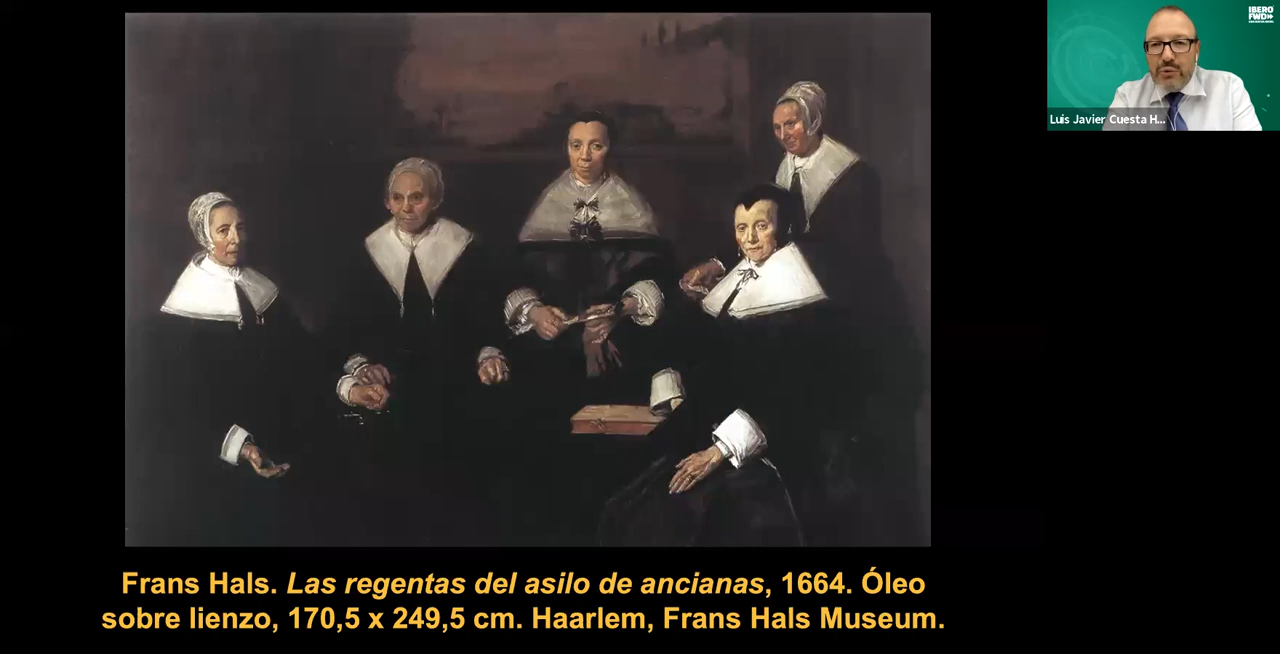 IBERO
FWD»
Luis Javier Cuesta H...
Frans Hals. Las regentas del asilo de ancianas, 1664. Óleo
sobre lienzo, 170,5 x 249,5 cm. Haarlem, Frans Hals Museum.